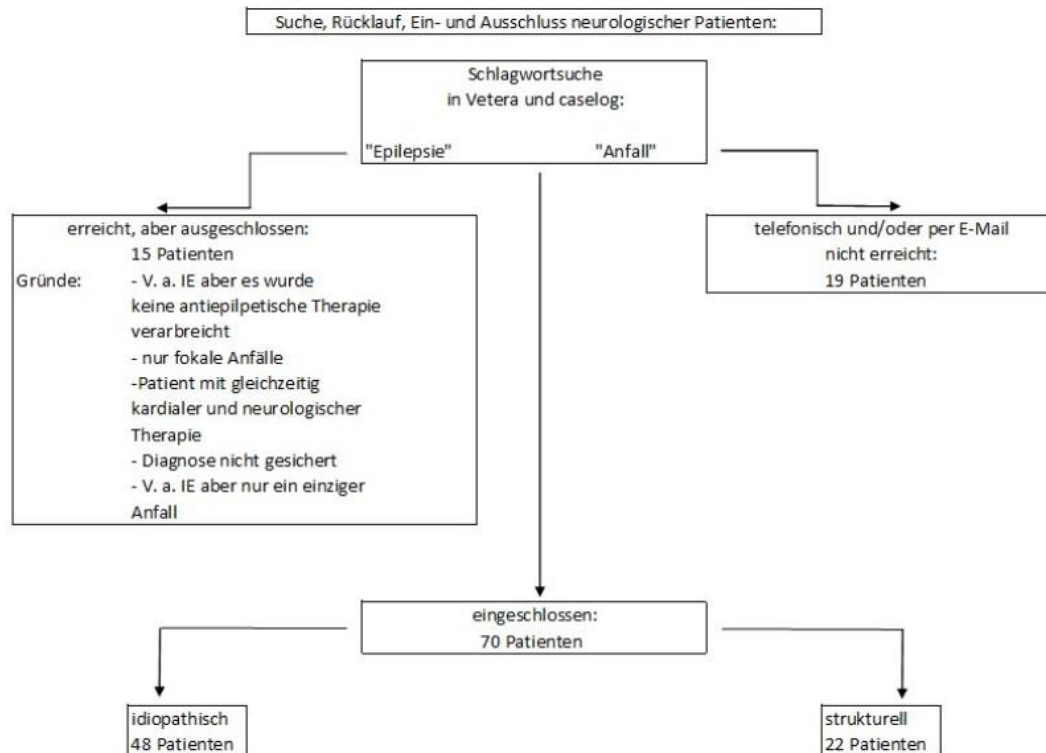 Suche, Rücklauf, Ein- und Ausschluss neurologischer Patienten:
Schlagwortsuche
in Vetera und caselog:
"Epilepsie" "Anfall"
erreicht, aber ausgeschlossen:
15 Patienten
Gründe: - V. a. IE aber es wurde
keine antiepilpetische Therapie
verarbreicht
- nur fokale Anfälle
-Patient mit gleichzeitig
kardialer und neurologischer
Therapie
- Diagnose nicht gesichert
- V. a. IE aber nur ein einziger
Anfall
telefonisch und/oder per E-Mail
nicht erreicht:
19 Patienten
eingeschlossen:
70 Patienten
idiopathisch
48 Patienten
strukturell
22 Patienten